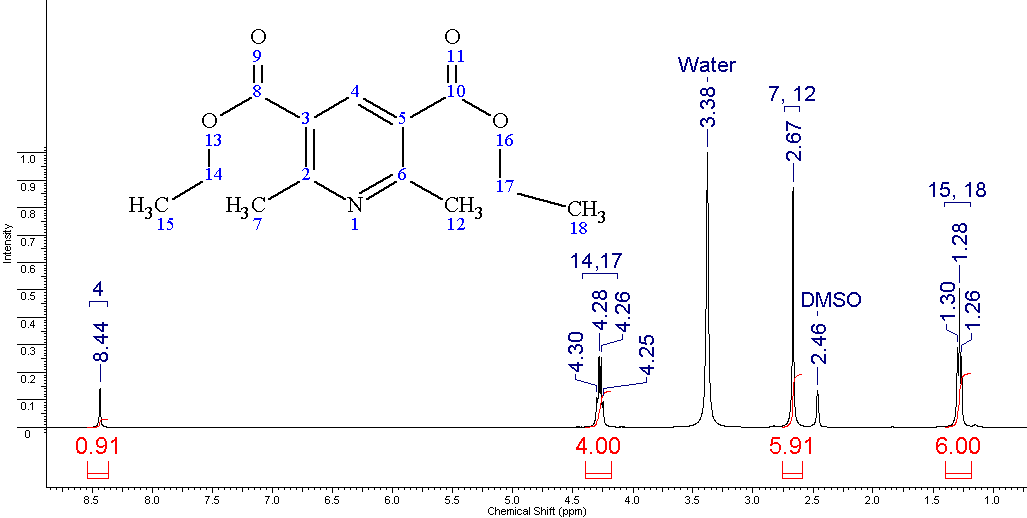 O O
9 11
8 4 10
O 3 5 O
13 16
14 2 6 17
H3C H3C N CH3 CH3
15 7 1 12 18
Water
3.38
7, 12
2.67
15, 18
1.28
1.30
1.26
DMSO
2.46
14,17
4.28
4.26
4.30
4.25
4
8.44
Intensity
1.0
0.9
0.8
0.7
0.6
0.5
0.4
0.3
0.2
0.1
0
0.91 4.00 5.91 6.00
8.5 8.0 7.5 7.0 6.5 6.0 5.5 5.0 4.5 4.0 3.5 3.0 2.5 2.0 1.5 1.0
Chemical Shift (ppm)